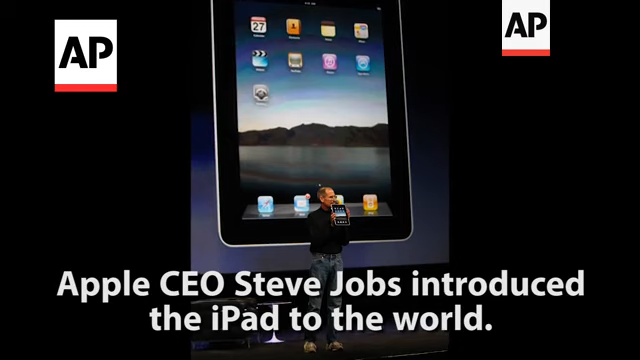 AP
AP
27
Apple CEO Steve Jobs introduced
the iPad to the world.